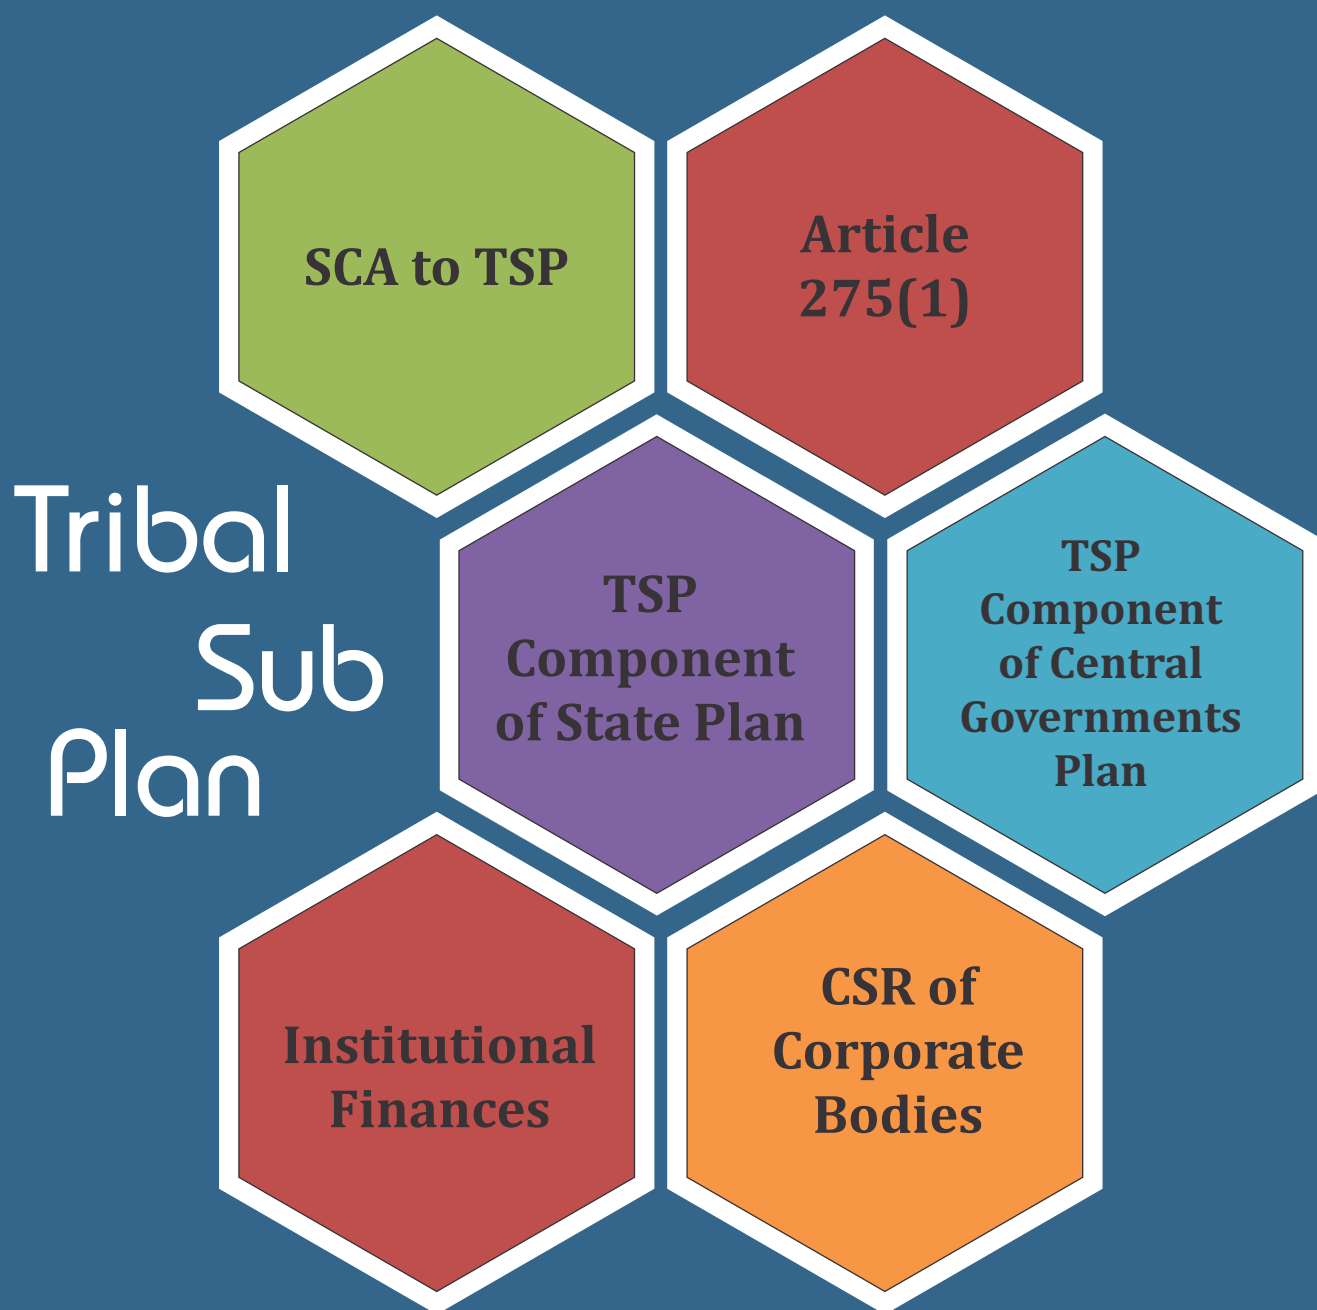 SCA to TSP
Article
275(1)
Tribal
Sub
Plan
TSP
Component
of State Plan
TSP
Component
of Central
Governments
Plan
Institutional
Finances
CSR of
Corporate
Bodies